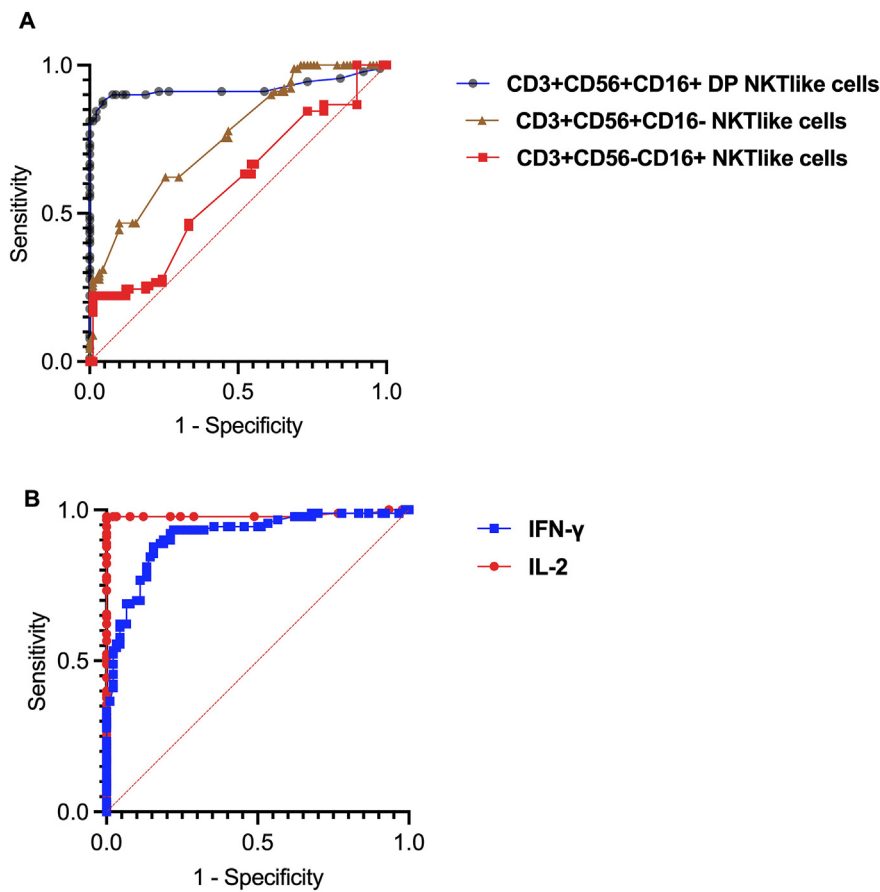 A
1.0
0.5
0.0
Sensitivity
0.0
0.5
1.0
1 - Specificity
CD3+CD56+CD16+ DP NKTlike cells
CD3+CD56+CD16- NKTlike cells
CD3+CD56-CD16+ NKTlike cells
B
1.0
0.5
0.0
Sensitivity
0.0
0.5
1.0
1 - Specificity
IFN-γ
IL-2